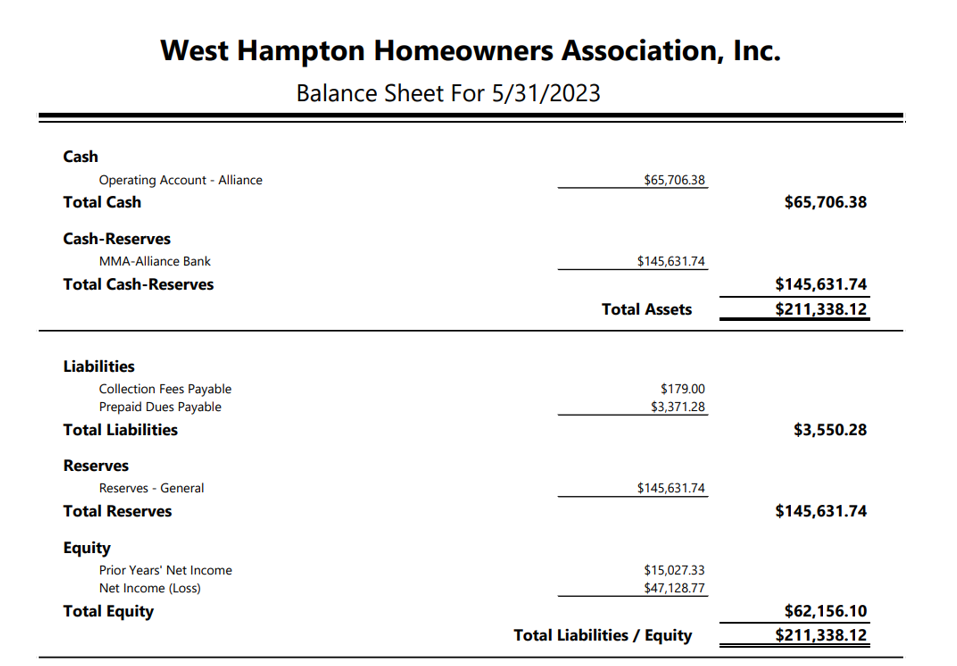 West Hampton Homeowners Association, Inc.
Balance Sheet For 5/31/2023
Cash
Operating Account - Alliance $65,706.38
Total Cash $65,706.38
Cash-Reserves
MMA-Alliance Bank $145,631.74
Total Cash-Reserves $145,631.74
Total Assets $211,338.12
Liabilities
Collection Fees Payable $179.00
Prepaid Dues Payable $3,371.28
Total Liabilities $3,550.28
Reserves
Reserves - General $145,631.74
Total Reserves $145,631.74
Equity
Prior Years' Net Income $15,027.33
Net Income (Loss) $47,128.77
Total Equity $62,156.10
Total Liabilities / Equity $211,338.12